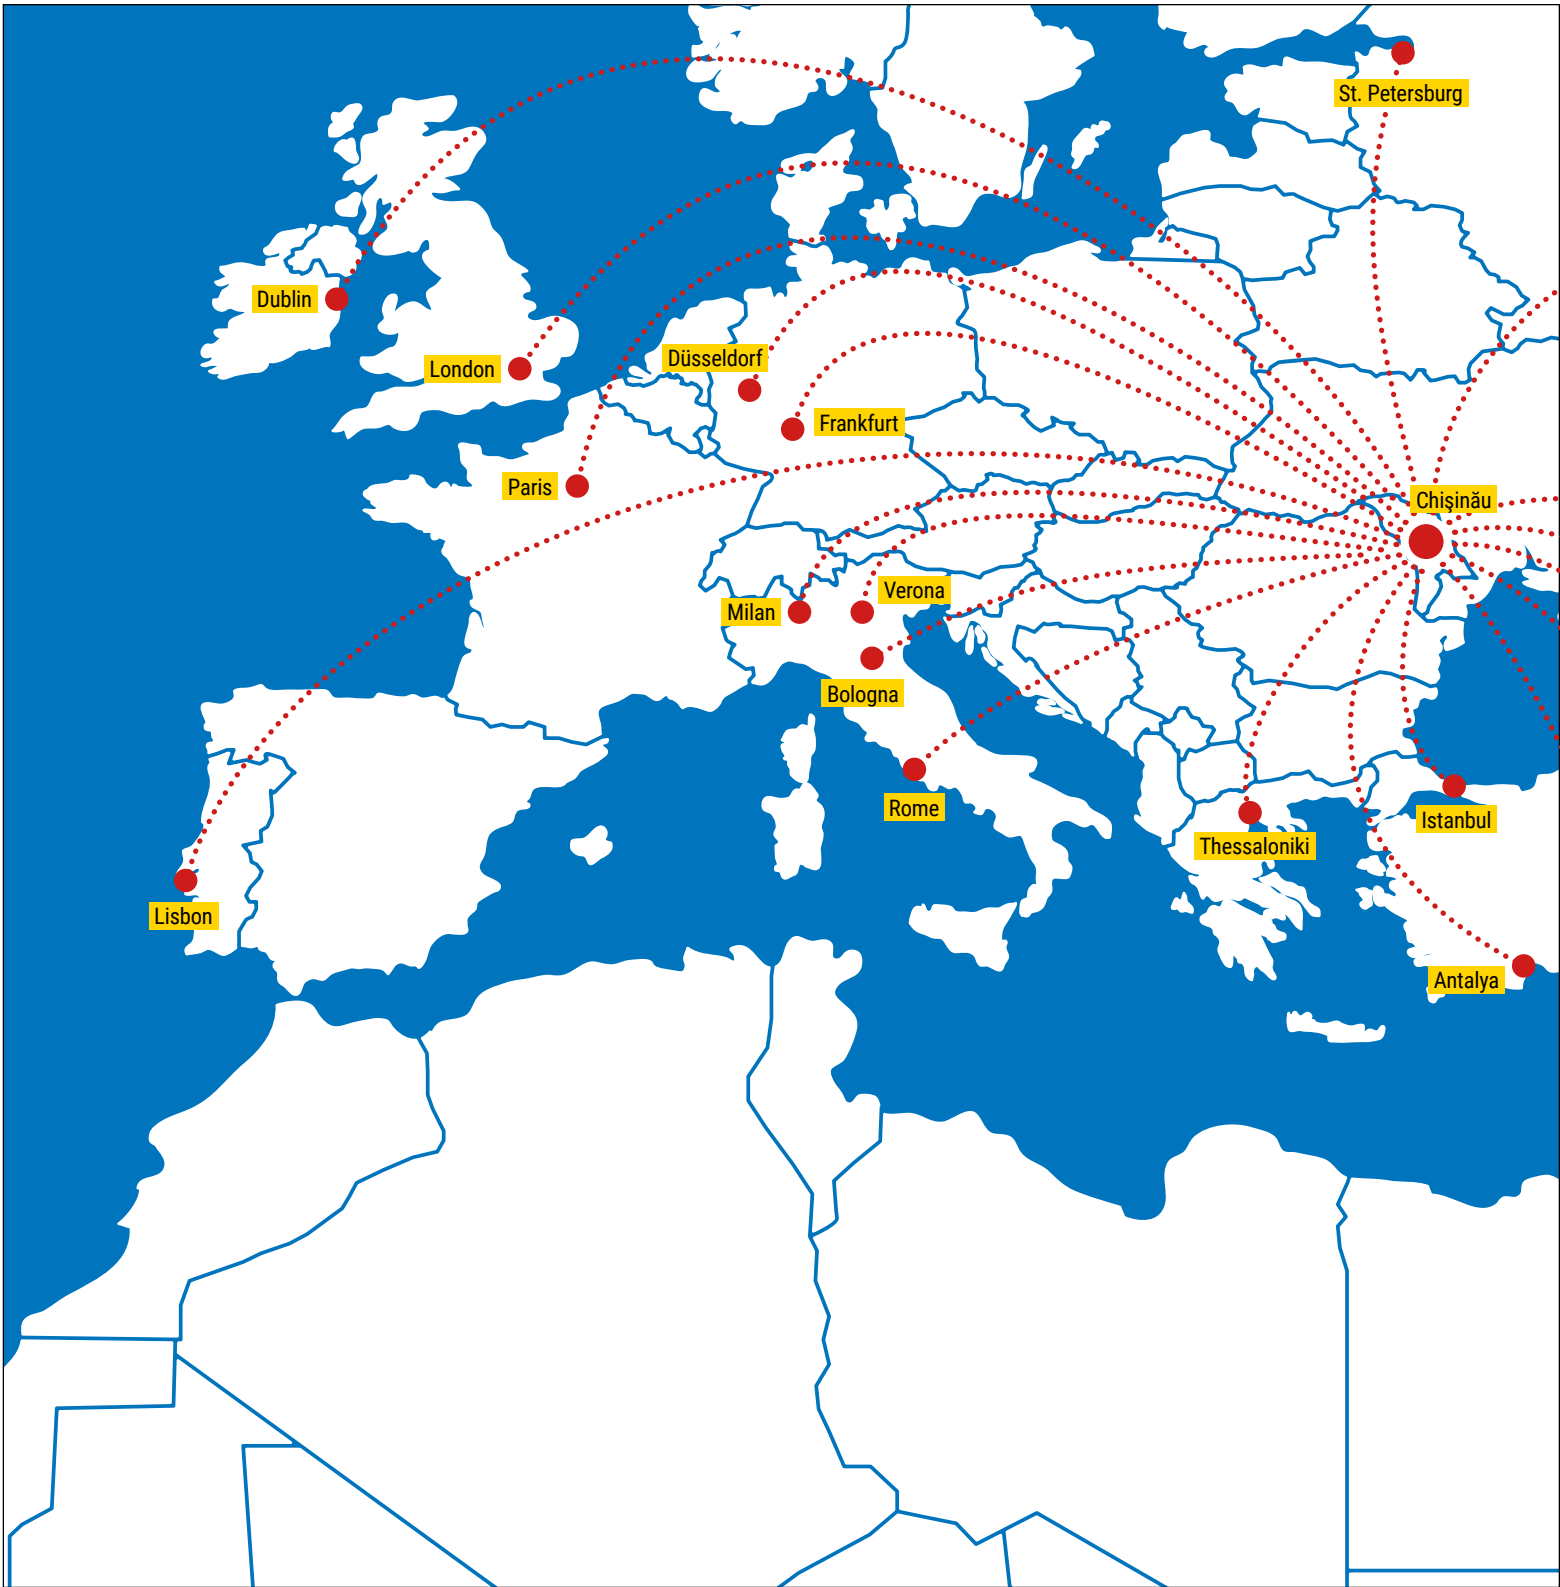 St. Petersburg
Dublin
Düsseldorf
London
Frankfurt
Paris
Chişinău
Verona
Milan
Bologna
Rome
Istanbul
Thessaloniki
Lisbon
Antalya